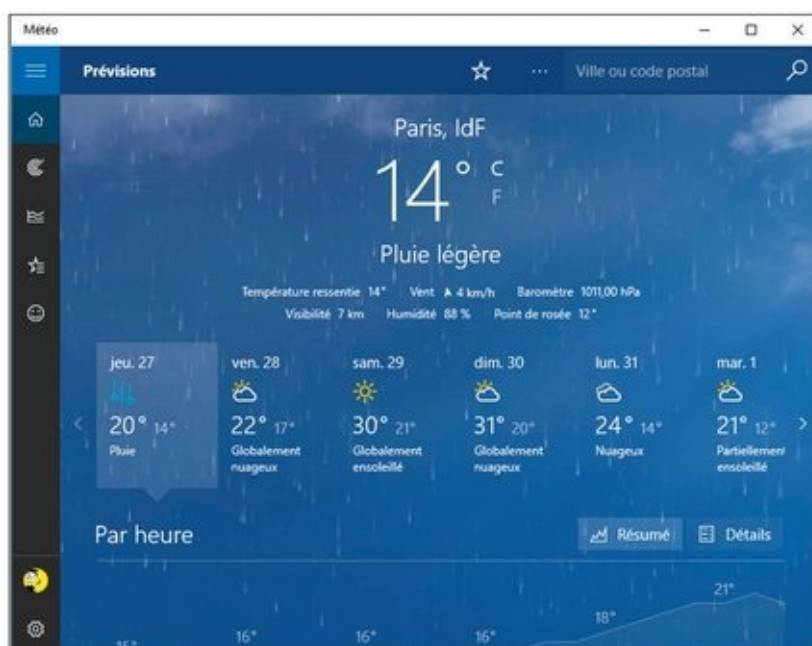 Météo
Prévisions
... Ville ou code postal
Paris, IdF
14° C
F
Pluie légère
Température ressentie 14° Vent 4 km/h Baromètre 1011,00 hPa
Visibilité 7 km Humidité 88 % Point de rosée 12°
jeu. 27 ven. 28 sam. 29 dim. 30 lun. 31 mar. 1
20° 14° 22° 17° 30° 21° 31° 20° 24° 14° 21° 12°
Pluie Globalement Globalement Globalement Nuageux Partiellement
nuageux ensoleillé nuageux ensoleillé
Par heure Résumé Détails
21°
18°
16° 16° 16°
15°